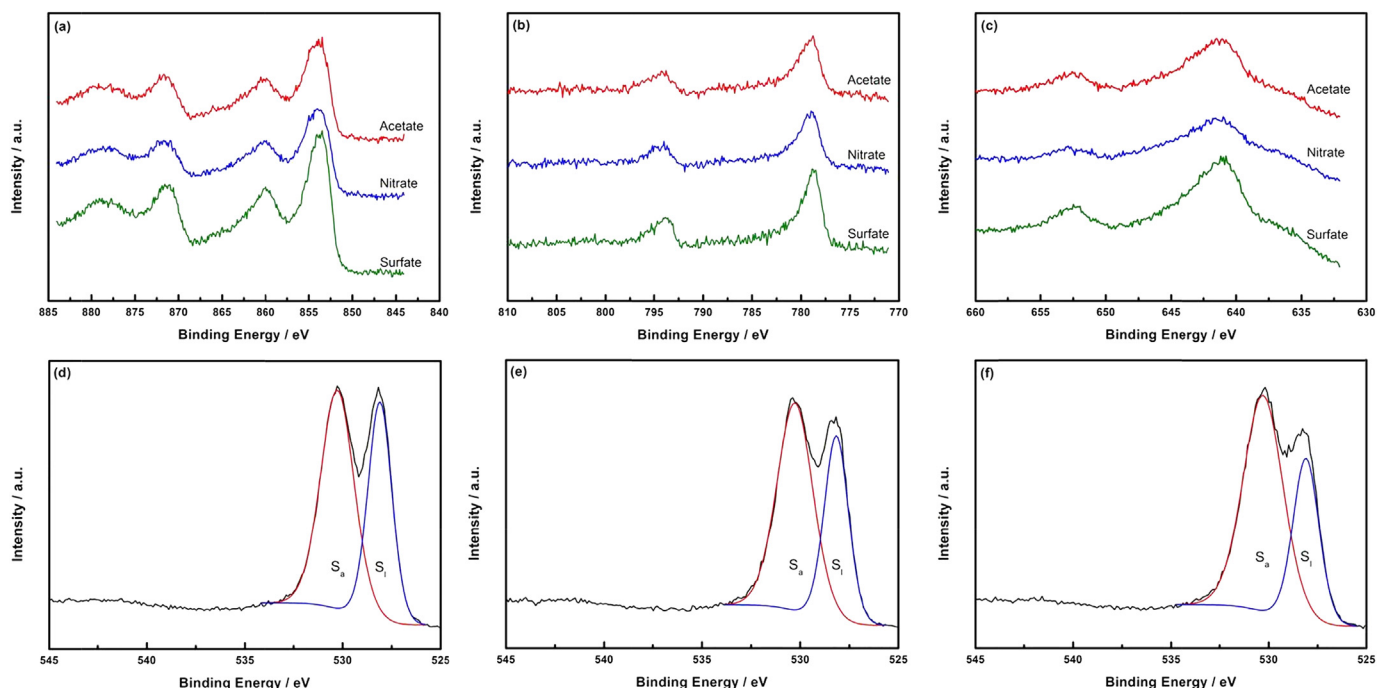 (a)
Acetate
Nitrate
Surfate
Intensity / a.u.
885 880 875 870 865 860 855 850 845 840
Binding Energy / eV
(b)
Acetate
Nitrate
Surfate
Intensity / a.u.
810 805 800 795 790 785 780 775 770
Binding Energy / eV
(c)
Acetate
Nitrate
Surfate
Intensity / a.u.
660 655 650 645 640 635 630
Binding Energy / eV
(d)
Sa Sl
Intensity / a.u.
545 540 535 530 525
Binding Energy / eV
(e)
Sa Sl
Intensity / a.u.
545 540 535 530 525
Binding Energy / eV
(f)
Sa Sl
Intensity / a.u.
545 540 535 530 525
Binding Energy / eV